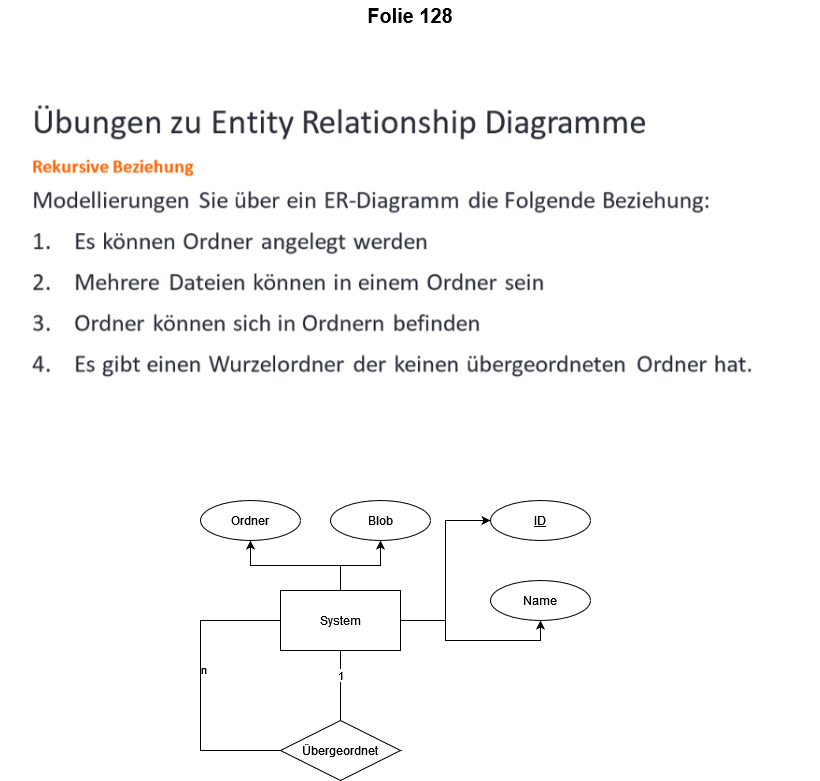 Folie 128
Übungen zu Entity Relationship Diagramme
Rekursive Beziehung
Modellierungen Sie über ein ER-Diagramm die Folgende Beziehung:
1. Es können Ordner angelegt werden
2. Mehrere Dateien können in einem Ordner sein
3. Ordner können sich in Ordnern befinden
4. Es gibt einen Wurzelordner der keinen übergeordneten Ordner hat.
Ordner
Blob
ID
Name
System
n
1
Übergeordnet